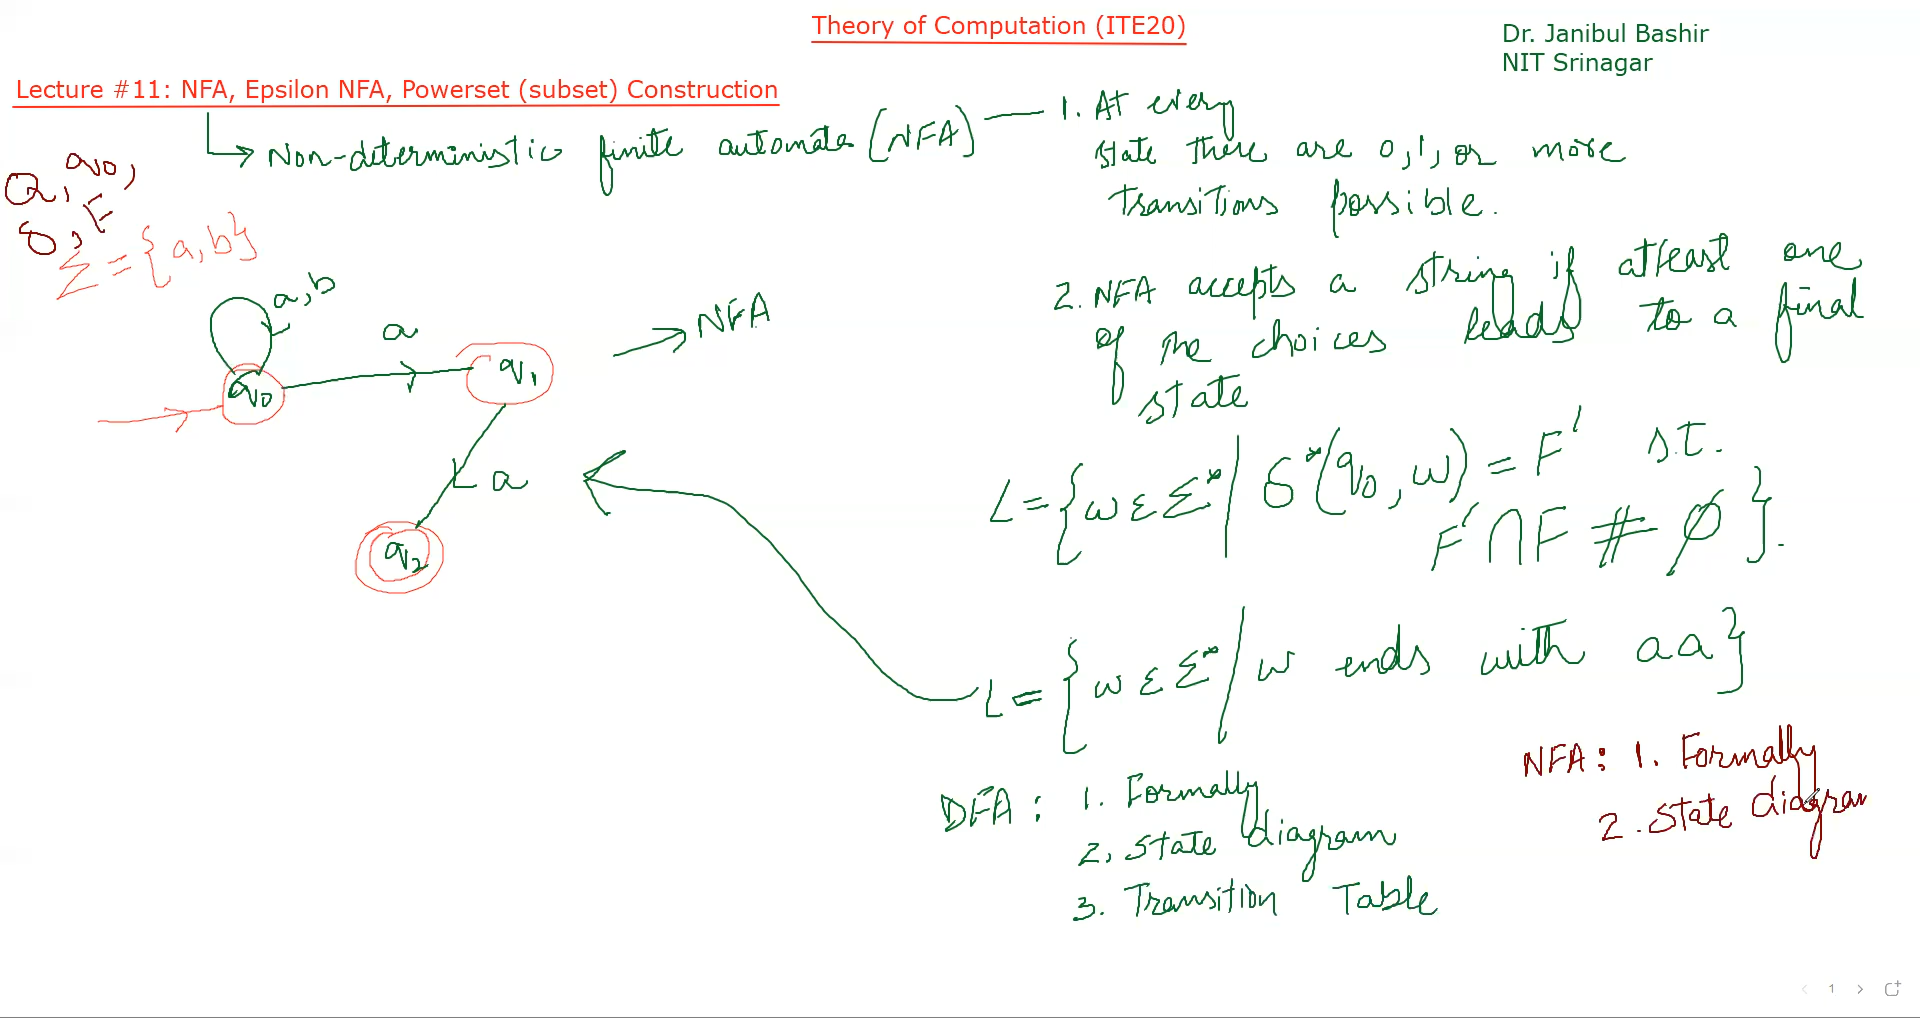 Theory of Computation (ITE20)
Dr. Janibul Bashir
NIT Srinagar
Lecture #11: NFA, Epsilon NFA, Powerset (subset) Construction
Non-deterministic finite automata (NFA)
1. At every
state there are 0, 1, or more
transitions possible.
Q, q0,
δ, F
Σ = {a, b}
2. NFA accepts a string if atleast one
of the choices leads to a final
state
a, b
a
NFA
q0
q1
a
q2
L = {w ε Σ* | δ*(q0, w) = F' s.t.
F' ∩ F ≠ ∅}.
L = {w ε Σ* | w ends with aa}
DFA : 1. Formally
2. State diagram
3. Transition Table
NFA : 1. Formally
2. State diagram
1